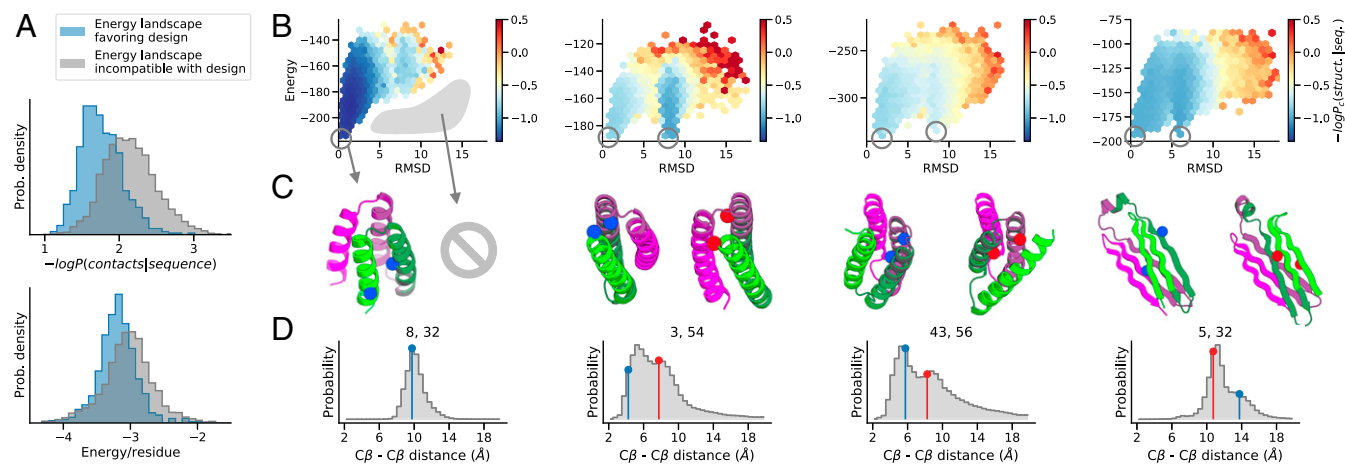 A
Energy landscape
favoring design
Energy landscape
incompatible with design
Prob. density
1 2 3
−logP(contacts|sequence)
Prob. density
−4 −3 −2
Energy/residue
B
Energy
−140
−160
−180
−200
0 5 10 15
RMSD
0.5
0.0
−0.5
−1.0
−120
−140
−160
−180
0 5 10 15
RMSD
0.5
0.0
−0.5
−1.0
−250
−300
0 5 10 15
RMSD
0.5
0.0
−0.5
−1.0
−75
−100
−125
−150
−175
−200
0 5 10 15
RMSD
0.5
0.0
−0.5
−1.0
−logPc(struct.|seq.)
C
D
8, 32
Probability
2 6 10 14 18
Cβ - Cβ distance (Å)
3, 54
Probability
2 6 10 14 18
Cβ - Cβ distance (Å)
43, 56
Probability
2 6 10 14 18
Cβ - Cβ distance (Å)
5, 32
Probability
2 6 10 14 18
Cβ - Cβ distance (Å)